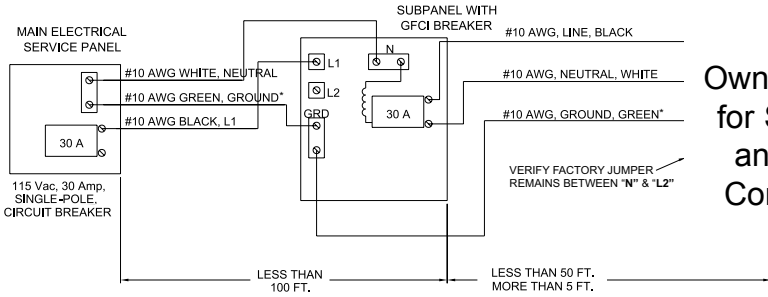 SUBPANEL WITH
GFCI BREAKER
MAIN ELECTRICAL
SERVICE PANEL
#10 AWG, LINE, BLACK
N
L1
#10 AWG WHITE, NEUTRAL
#10 AWG, NEUTRAL, WHITE
L2
#10 AWG GREEN, GROUND*
GRD
30 A
#10 AWG, GROUND, GREEN*
#10 AWG BLACK, L1
30 A
115 Vac, 30 Amp,
SINGLE-POLE,
CIRCUIT BREAKER
VERIFY FACTORY JUMPER
REMAINS BETWEEN "N" & "L2"
LESS THAN
100 FT.
LESS THAN 50 FT.
MORE THAN 5 FT.
Own
for S
an
Cor